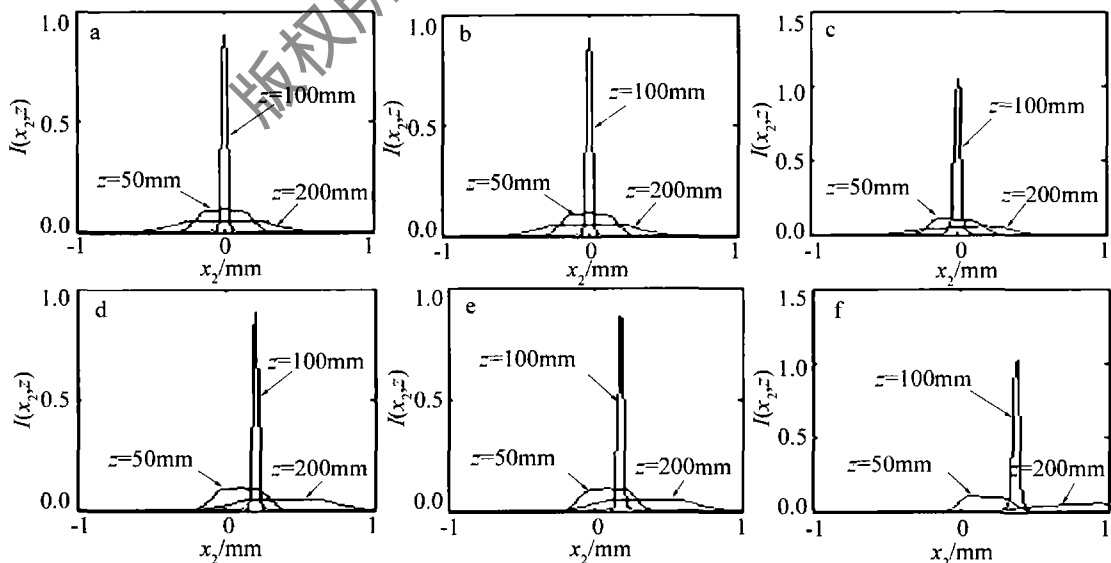 版权所
a
1.0
0.5
0.0
I(x₂,z)
z=100mm
z=50mm
z=200mm
-1
0
1
x₂/mm
b
1.0
0.5
0.0
I(x₂,z)
z=100mm
z=50mm
z=200mm
-1
0
1
x₂/mm
c
1.5
1.0
0.5
0.0
I(x₂,z)
z=100mm
z=50mm
z=200mm
-1
0
1
x₂/mm
d
1.0
0.5
0.0
I(x₂,z)
z=100mm
z=50mm
z=200mm
-1
0
1
x₂/mm
e
1.0
0.5
0.0
I(x₂,z)
z=100mm
z=50mm
z=200mm
-1
0
1
x₂/mm
f
1.5
1.0
0.5
0.0
I(x₂,z)
z=100mm
z=50mm
z=200mm
-1
0
1
x₂/mm